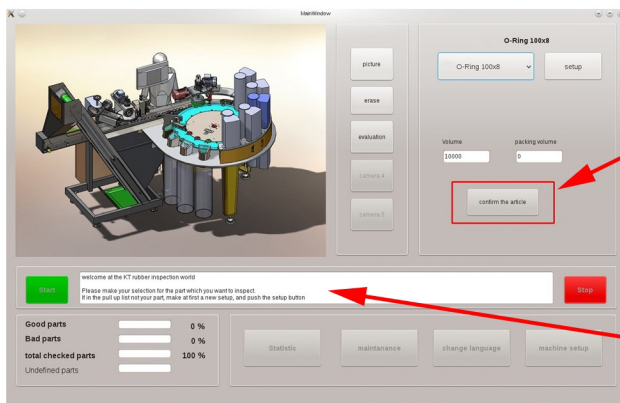 MainWindow
O-Ring 100x8
picture
O-Ring 100x8
setup
erase
evaluation
Volume
packing volume
10000
0
camera 4
confirm the article
camera 5
welcome at the KT rubber inspection world
Start
Please make your selection for the part which you want to inspect.
Stop
if in the pull up list not your part, make at first a new setup, and push the setup button
Good parts
0 %
Bad parts
0 %
total checked parts
100 %
Undefined parts
Statistic
maintanance
change language
machine setup